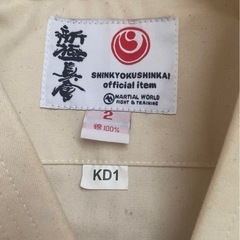 新極真会
SHINKYOKUSHINKAI
official item
MARTIAL WORLD
FIGHT & TRAINING
2
綿100%
KD1